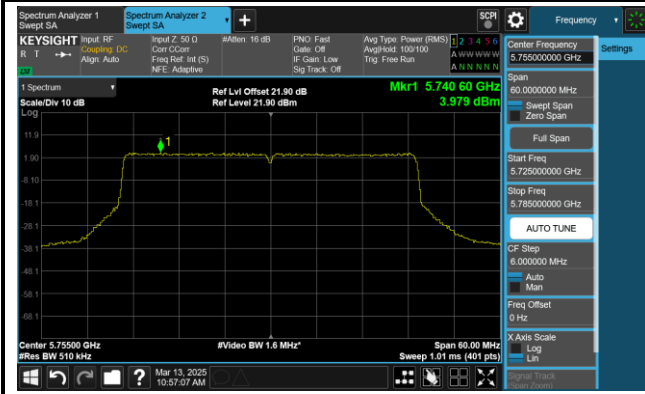 Spectrum Analyzer 1
Swept SA
Spectrum Analyzer 2
Swept SA
+
SCPI
Frequency
KEYSIGHT
R T
LXI
Input: RF
Coupling: DC
Align: Auto
Input Z: 50 Ω
Corr CCorr
Freq Ref: Int (S)
NFE: Adaptive
#Atten: 16 dB
PNO: Fast
Gate: Off
IF Gain: Low
Sig Track: Off
Avg Type: Power (RMS)
Avg|Hold: 100/100
Trig: Free Run
1 2 3 4 5 6
A W W W W W
A N N N N N
1 Spectrum
Scale/Div 10 dB
Log
Ref Lvl Offset 21.90 dB
Ref Level 21.90 dBm
Mkr1 5.740 60 GHz
3.979 dBm
1
11.9
1.90
-8.10
-18.1
-28.1
-38.1
-48.1
-58.1
-68.1
Center 5.75500 GHz
#Res BW 510 kHz
#Video BW 1.6 MHz*
Span 60.00 MHz
Sweep 1.01 ms (401 pts)
Mar 13, 2025
10:57:07 AM
?
Center Frequency
5.755000000 GHz
Span
60.0000000 MHz
Swept Span
Zero Span
Full Span
Start Freq
5.725000000 GHz
Stop Freq
5.785000000 GHz
AUTO TUNE
CF Step
6.000000 MHz
Auto
Man
Freq Offset
0 Hz
X Axis Scale
Log
Lin
Signal Track
(Span Zoom)
Settings